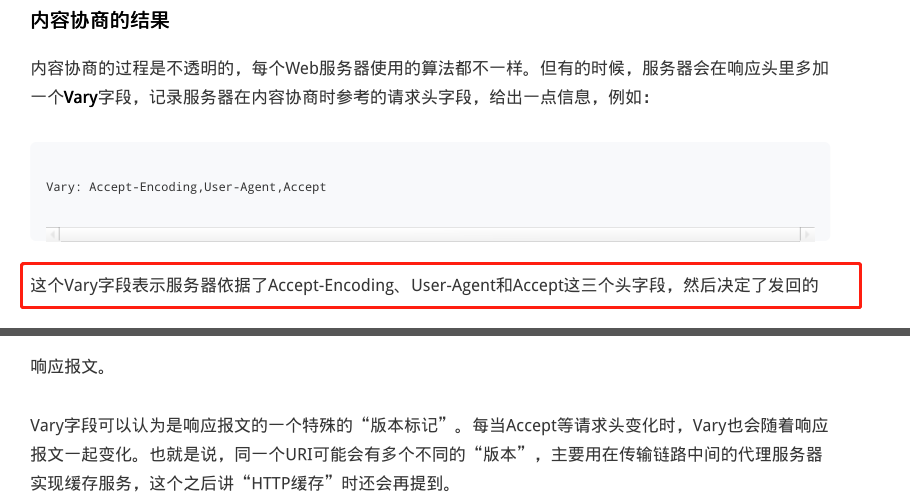 内容协商的结果
内容协商的过程是不透明的，每个Web服务器使用的算法都不一样。但有的时候，服务器会在响应头里多加
一个Vary字段，记录服务器在内容协商时参考的请求头字段，给出一点信息，例如：
Vary: Accept-Encoding,User-Agent,Accept
这个Vary字段表示服务器依据了Accept-Encoding、User-Agent和Accept这三个头字段，然后决定了发回的
响应报文。
Vary字段可以认为是响应报文的一个特殊的“版本标记”。每当Accept等请求头变化时，Vary也会随着响应
报文一起变化。也就是说，同一个URI可能会有多个不同的“版本”，主要用在传输链路中间的代理服务器
实现缓存服务，这个之后讲“HTTP缓存”时还会再提到。